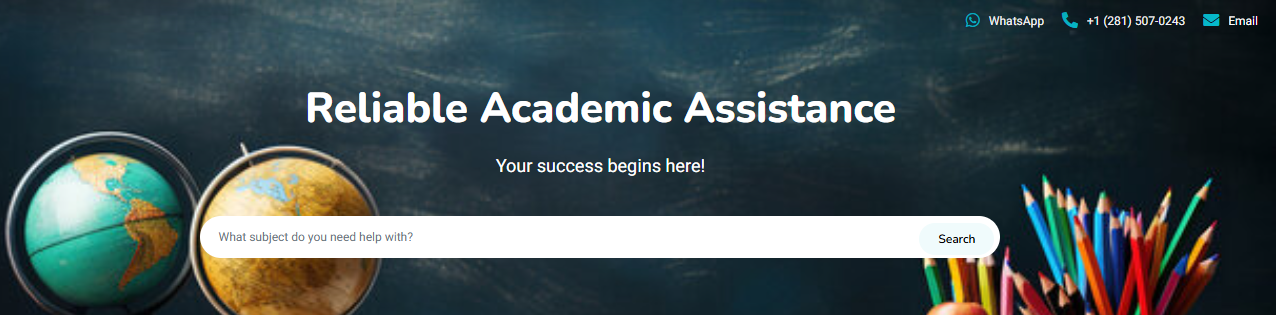 WhatsApp +1 (281) 507-0243 Email
Reliable Academic Assistance
Your success begins here!
What subject do you need help with? Search